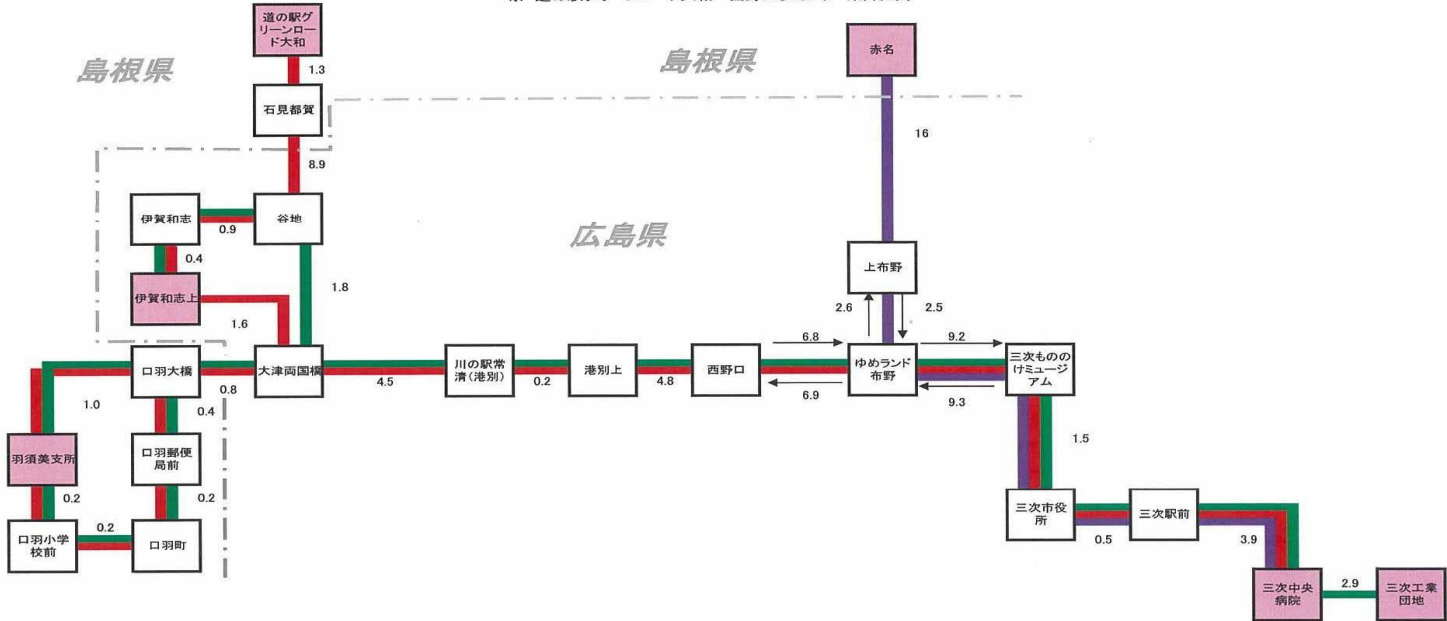 道の駅グ
リーンロー
ド大和
赤名
島根県
島根県
1.3
石見都賀
16
8.9
伊賀和志
谷地
0.9
広島県
0.4
上布野
伊賀和志上
1.8
2.6
2.5
1.6
6.8
9.2
口羽大橋
大津両国橋
川の駅常
清(港別)
港別上
西野口
ゆめランド
布野
三次ものの
けミュージ
アム
0.8
4.5
0.2
4.8
6.9
9.3
1.0
0.4
1.5
羽須美支所
口羽郵便
局前
0.2
0.2
三次市役
所
三次駅前
口羽小学
校前
0.2
口羽町
0.5
3.9
三次中央
病院
2.9
三次工業
団地